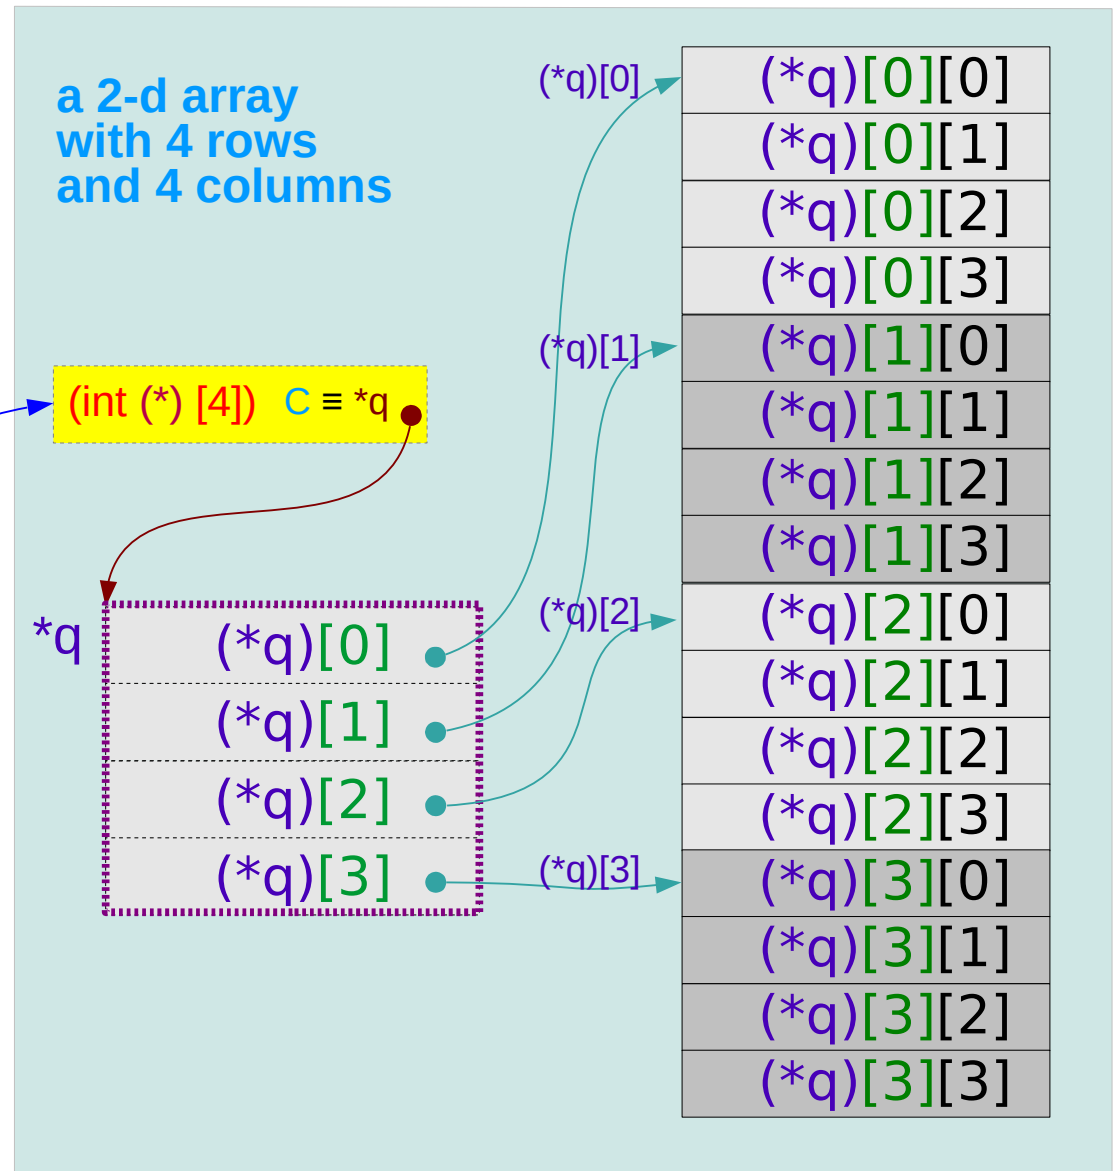 a 2-d array
with 4 rows
and 4 columns
(int (*) [4]) C ≡ *q
*q
(*q)[0]
(*q)[1]
(*q)[2]
(*q)[3]
(*q)[0]
(*q)[1]
(*q)[2]
(*q)[3]
(*q)[0][0]
(*q)[0][1]
(*q)[0][2]
(*q)[0][3]
(*q)[1][0]
(*q)[1][1]
(*q)[1][2]
(*q)[1][3]
(*q)[2][0]
(*q)[2][1]
(*q)[2][2]
(*q)[2][3]
(*q)[3][0]
(*q)[3][1]
(*q)[3][2]
(*q)[3][3]